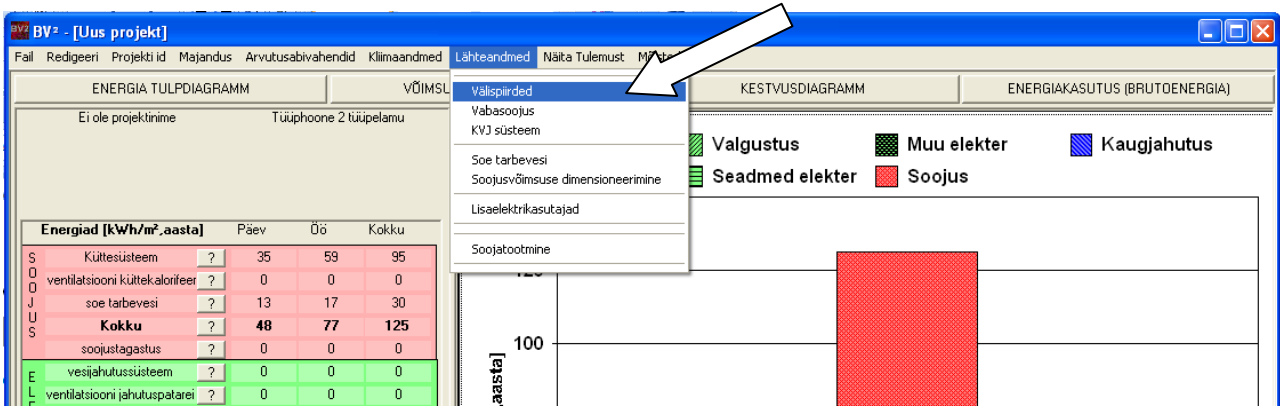 BV² - [Uus projekt]
Fail Redigeeri Projekti id Majandus Arvutusabivahendid Kliimaandmed Lähteandmed Näita Tulemust
ENERGIA TULPDIAGRAMM KESTVUSDIAGRAMM ENERGIAKASUTUS (BRUTOENERGIA)
Ei ole projektinime Tüüphoone 2 tüüpelamu
Välispiirded
Vabasoojus
KVJ süsteem
Soe tarbevesi
Soojusvõimsuse dimensioneerimine
Lisaelektrikasutajad
Soojatootmine
Valgustus Muu elekter Kaugjahutus
Seadmed elekter Soojus
Energiad [kWh/m²,aasta] Päev Öö Kokku
SOOJUS
Küttesüsteem ? 35 59 95
ventilatsiooni küttekalorifeer ? 0 0 0
soe tarbevesi ? 13 17 30
Kokku ? 48 77 125
soojustagastus ? 0 0 0
vesijahutussüsteem ? 0 0 0
ventilatsiooni jahutuspatarei ? 0 0 0
100
,aasta]